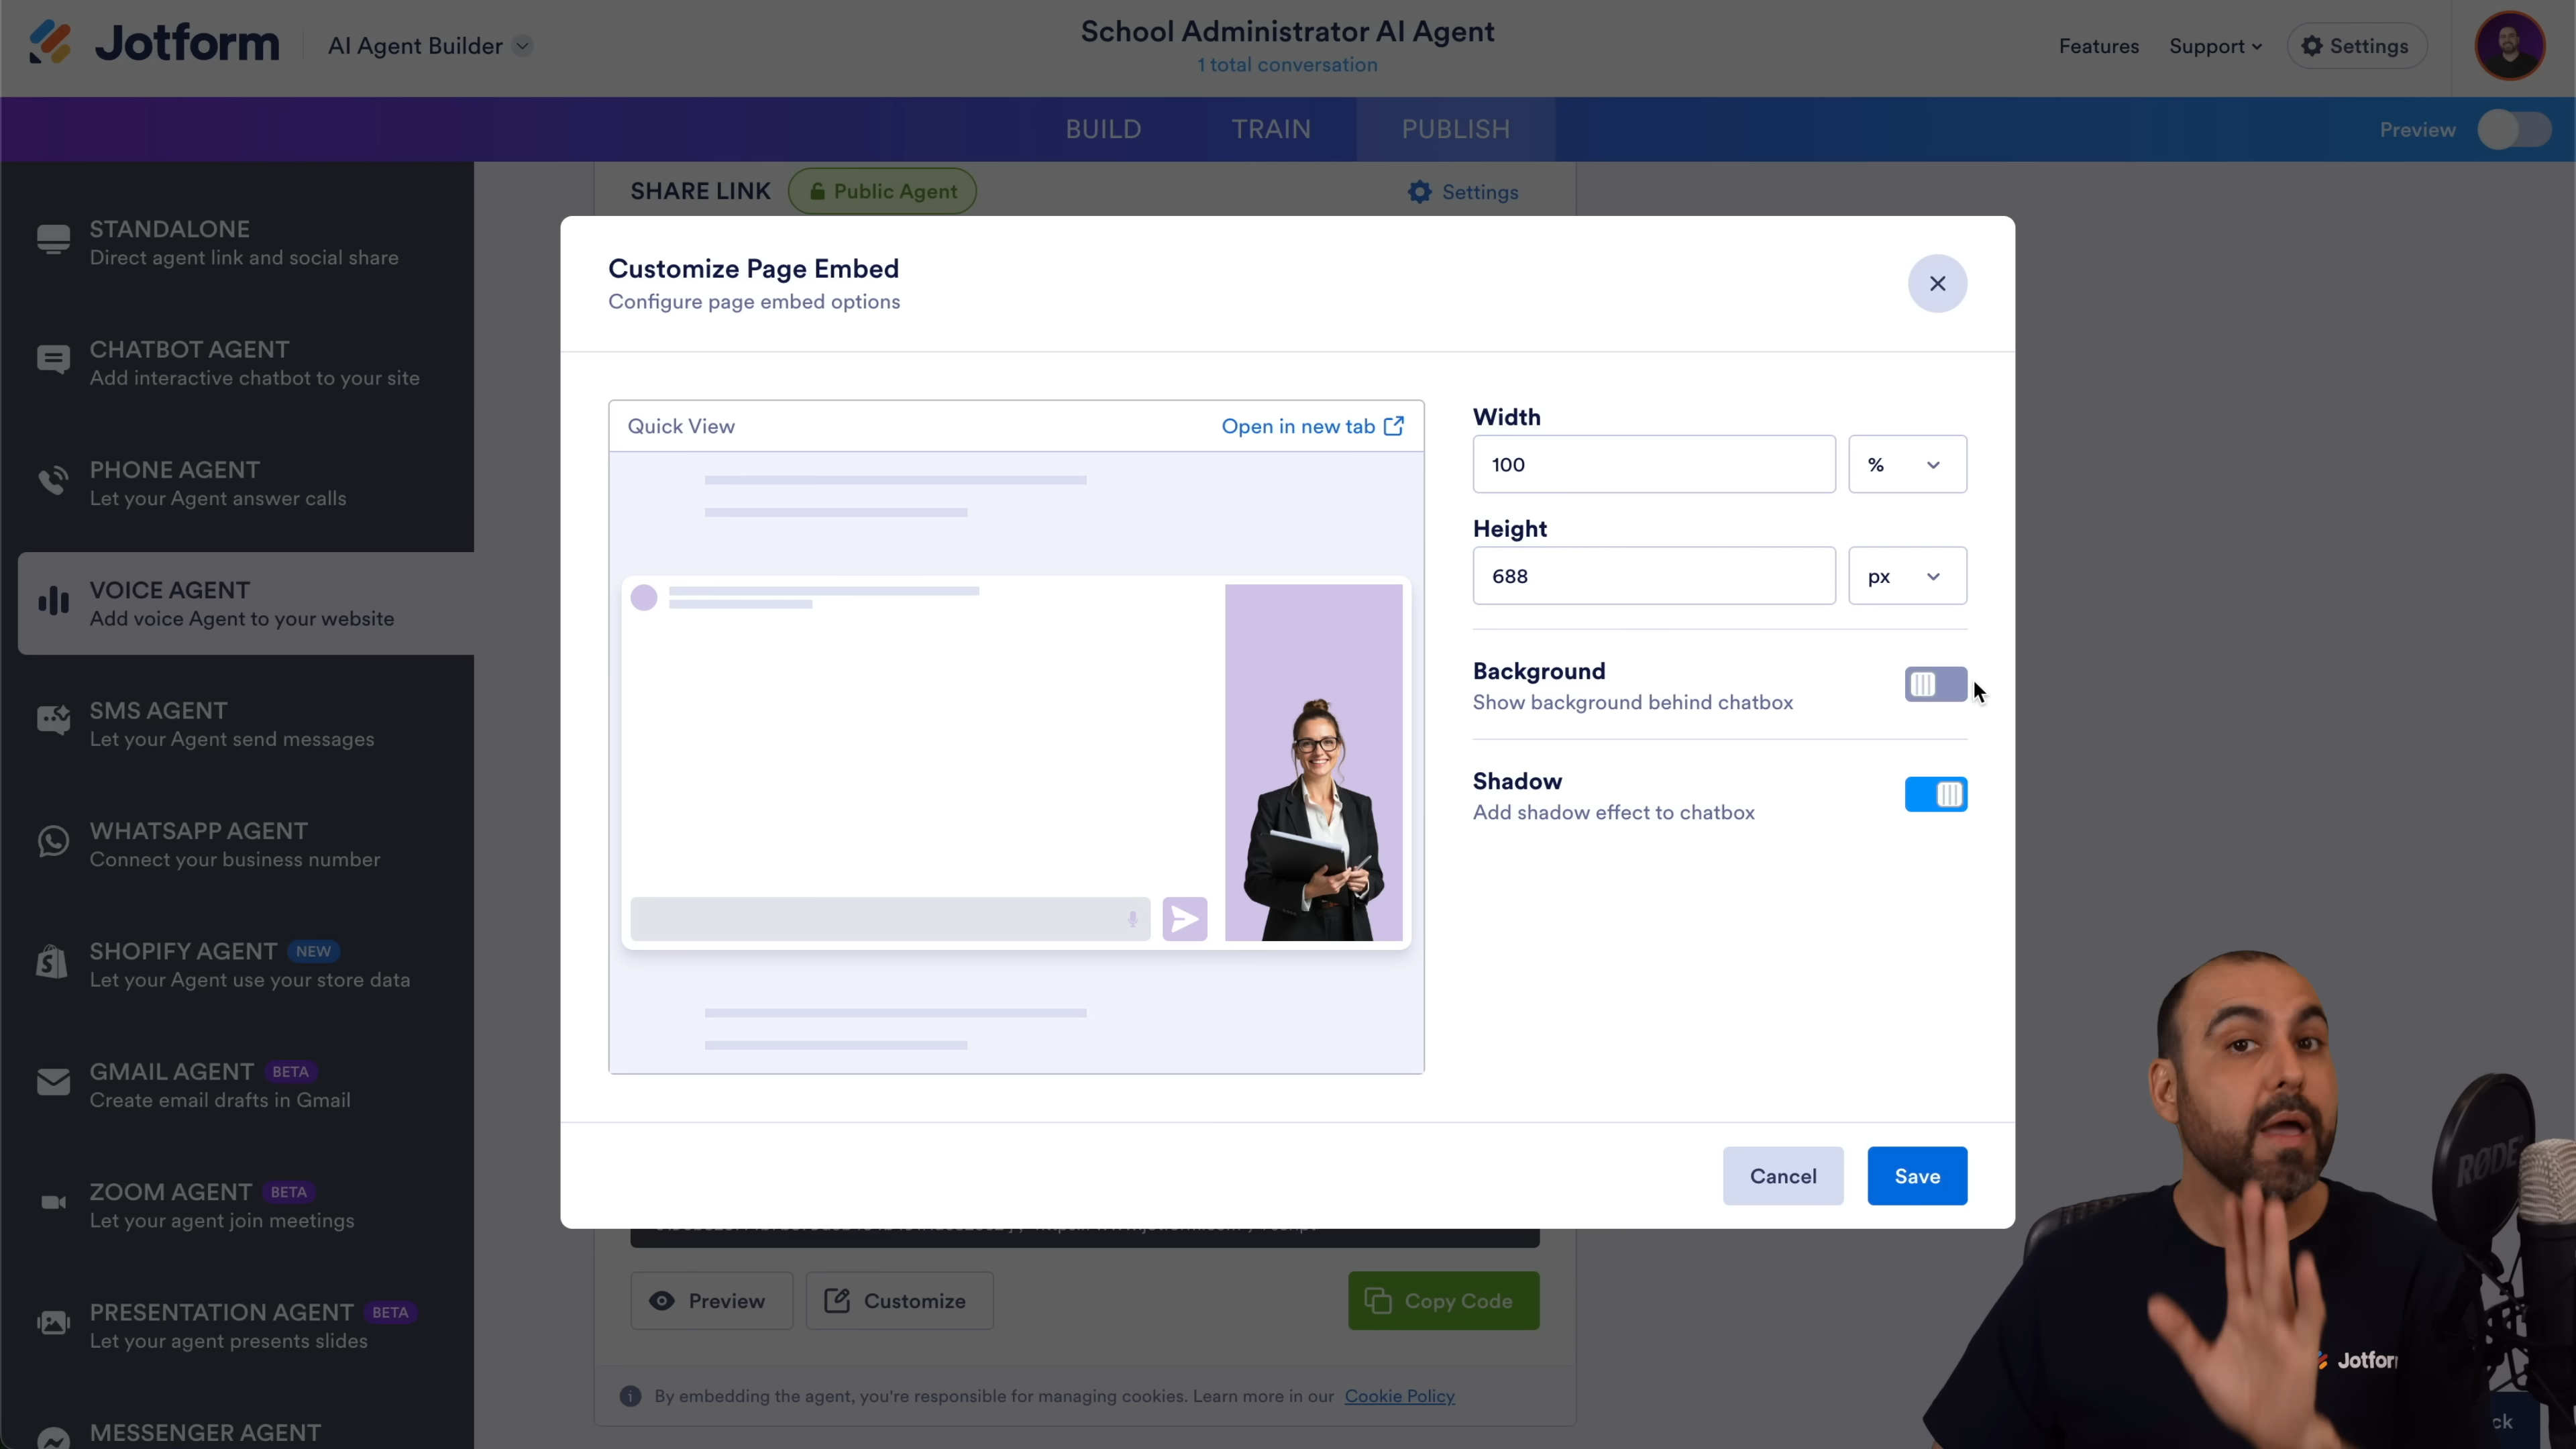 Jotform
AI Agent Builder
School Administrator AI Agent
1 total conversation
Features
Support
Settings
BUILD
TRAIN
PUBLISH
Preview
STANDALONE
Direct agent link and social share
CHATBOT AGENT
Add interactive chatbot to your site
PHONE AGENT
Let your Agent answer calls
VOICE AGENT
Add voice Agent to your website
SMS AGENT
Let your Agent send messages
WHATSAPP AGENT
Connect your business number
SHOPIFY AGENT NEW
Let your Agent use your store data
GMAIL AGENT BETA
Create email drafts in Gmail
ZOOM AGENT BETA
Let your agent join meetings
PRESENTATION AGENT BETA
Let your agent presents slides
MESSENGER AGENT
SHARE LINK
Public Agent
Settings
Customize Page Embed
Configure page embed options
Quick View
Open in new tab
Width
100
%
Height
688
px
Background
Show background behind chatbox
Shadow
Add shadow effect to chatbox
Cancel
Save
Preview
Customize
Copy Code
By embedding the agent, you're responsible for managing cookies. Learn more in our Cookie Policy
RØDE
Jotfor
ck